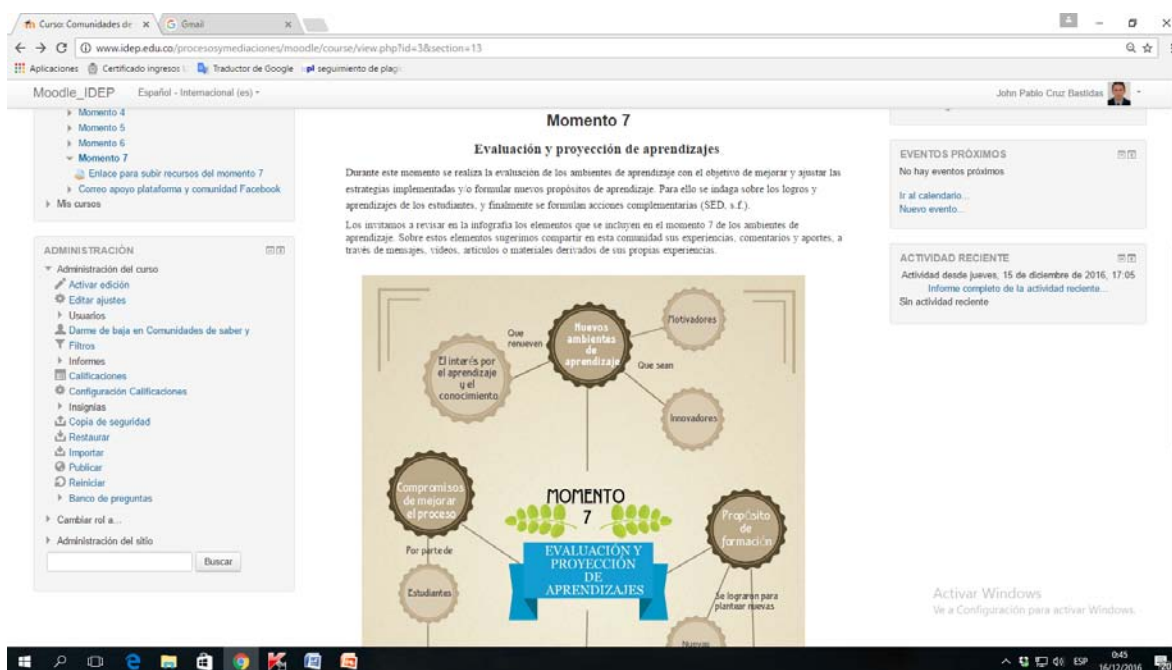 Curso: Comunidades de
Gmail
www.idep.edu.co/procesosymediaciones/moodle/course/view.php?id=3&section=13
Aplicaciones
Certificado ingresos
Traductor de Google
seguimiento de plagi
Moodle_IDEP
Español - Internacional (es)
John Pablo Cruz Bastidas
Momento 4
Momento 5
Momento 6
Momento 7
Enlace para subir recursos del momento 7
Correo apoyo plataforma y comunidad Facebook
Mis cursos
ADMINISTRACIÓN
Administración del curso
Activar edición
Editar ajustes
Usuarios
Darme de baja en Comunidades de saber y
Filtros
Informes
Calificaciones
Configuración Calificaciones
Insignias
Copia de seguridad
Restaurar
Importar
Publicar
Reiniciar
Banco de preguntas
Cambiar rol a...
Administración del sitio
Buscar
Momento 7
Evaluación y proyección de aprendizajes
Durante este momento se realiza la evaluación de los ambientes de aprendizaje con el objetivo de mejorar y ajustar las
estrategias implementadas y/o formular nuevos propósitos de aprendizaje. Para ello se indaga sobre los logros y
aprendizajes de los estudiantes, y finalmente se formulan acciones complementarias (SED, s.f.).
Los invitamos a revisar en la infografía los elementos que se incluyen en el momento 7 de los ambientes de
aprendizaje. Sobre estos elementos sugerimos compartir en esta comunidad sus experiencias, comentarios y aportes, a
través de mensajes, videos, artículos o materiales derivados de sus propias experiencias.
Nuevos
ambientes
de
aprendizaje
Que
renueven
El interés por
el aprendizaje
y el
conocimiento
Motivadores
Que sean
Innovadores
Compromisos
de mejorar
el proceso
Por parte de
Estudiantes
MOMENTO
7
EVALUACIÓN Y
PROYECCIÓN
DE
APRENDIZAJES
Propósito
de
formación
Se lograron para
plantear nuevas
Nuevas
EVENTOS PRÓXIMOS
No hay eventos próximos
Ir al calendario...
Nuevo evento...
ACTIVIDAD RECIENTE
Actividad desde jueves, 15 de diciembre de 2016, 17:05
Informe completo de la actividad reciente...
Sin actividad reciente
Activar Windows
Ve a Configuración para activar Windows.
ESP
0:45
16/12/2016